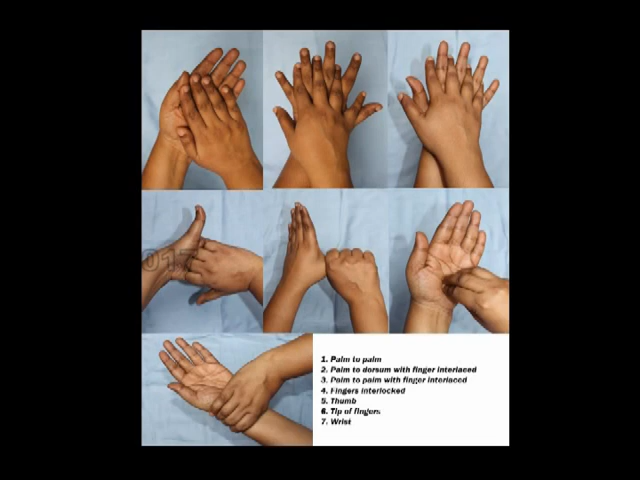 017
1. Palm to palm
2. Palm to dorsum with finger interlaced
3. Palm to palm with finger interlaced
4. Fingers interlocked
5. Thumb
6. Tip of fingers
7. Wrist